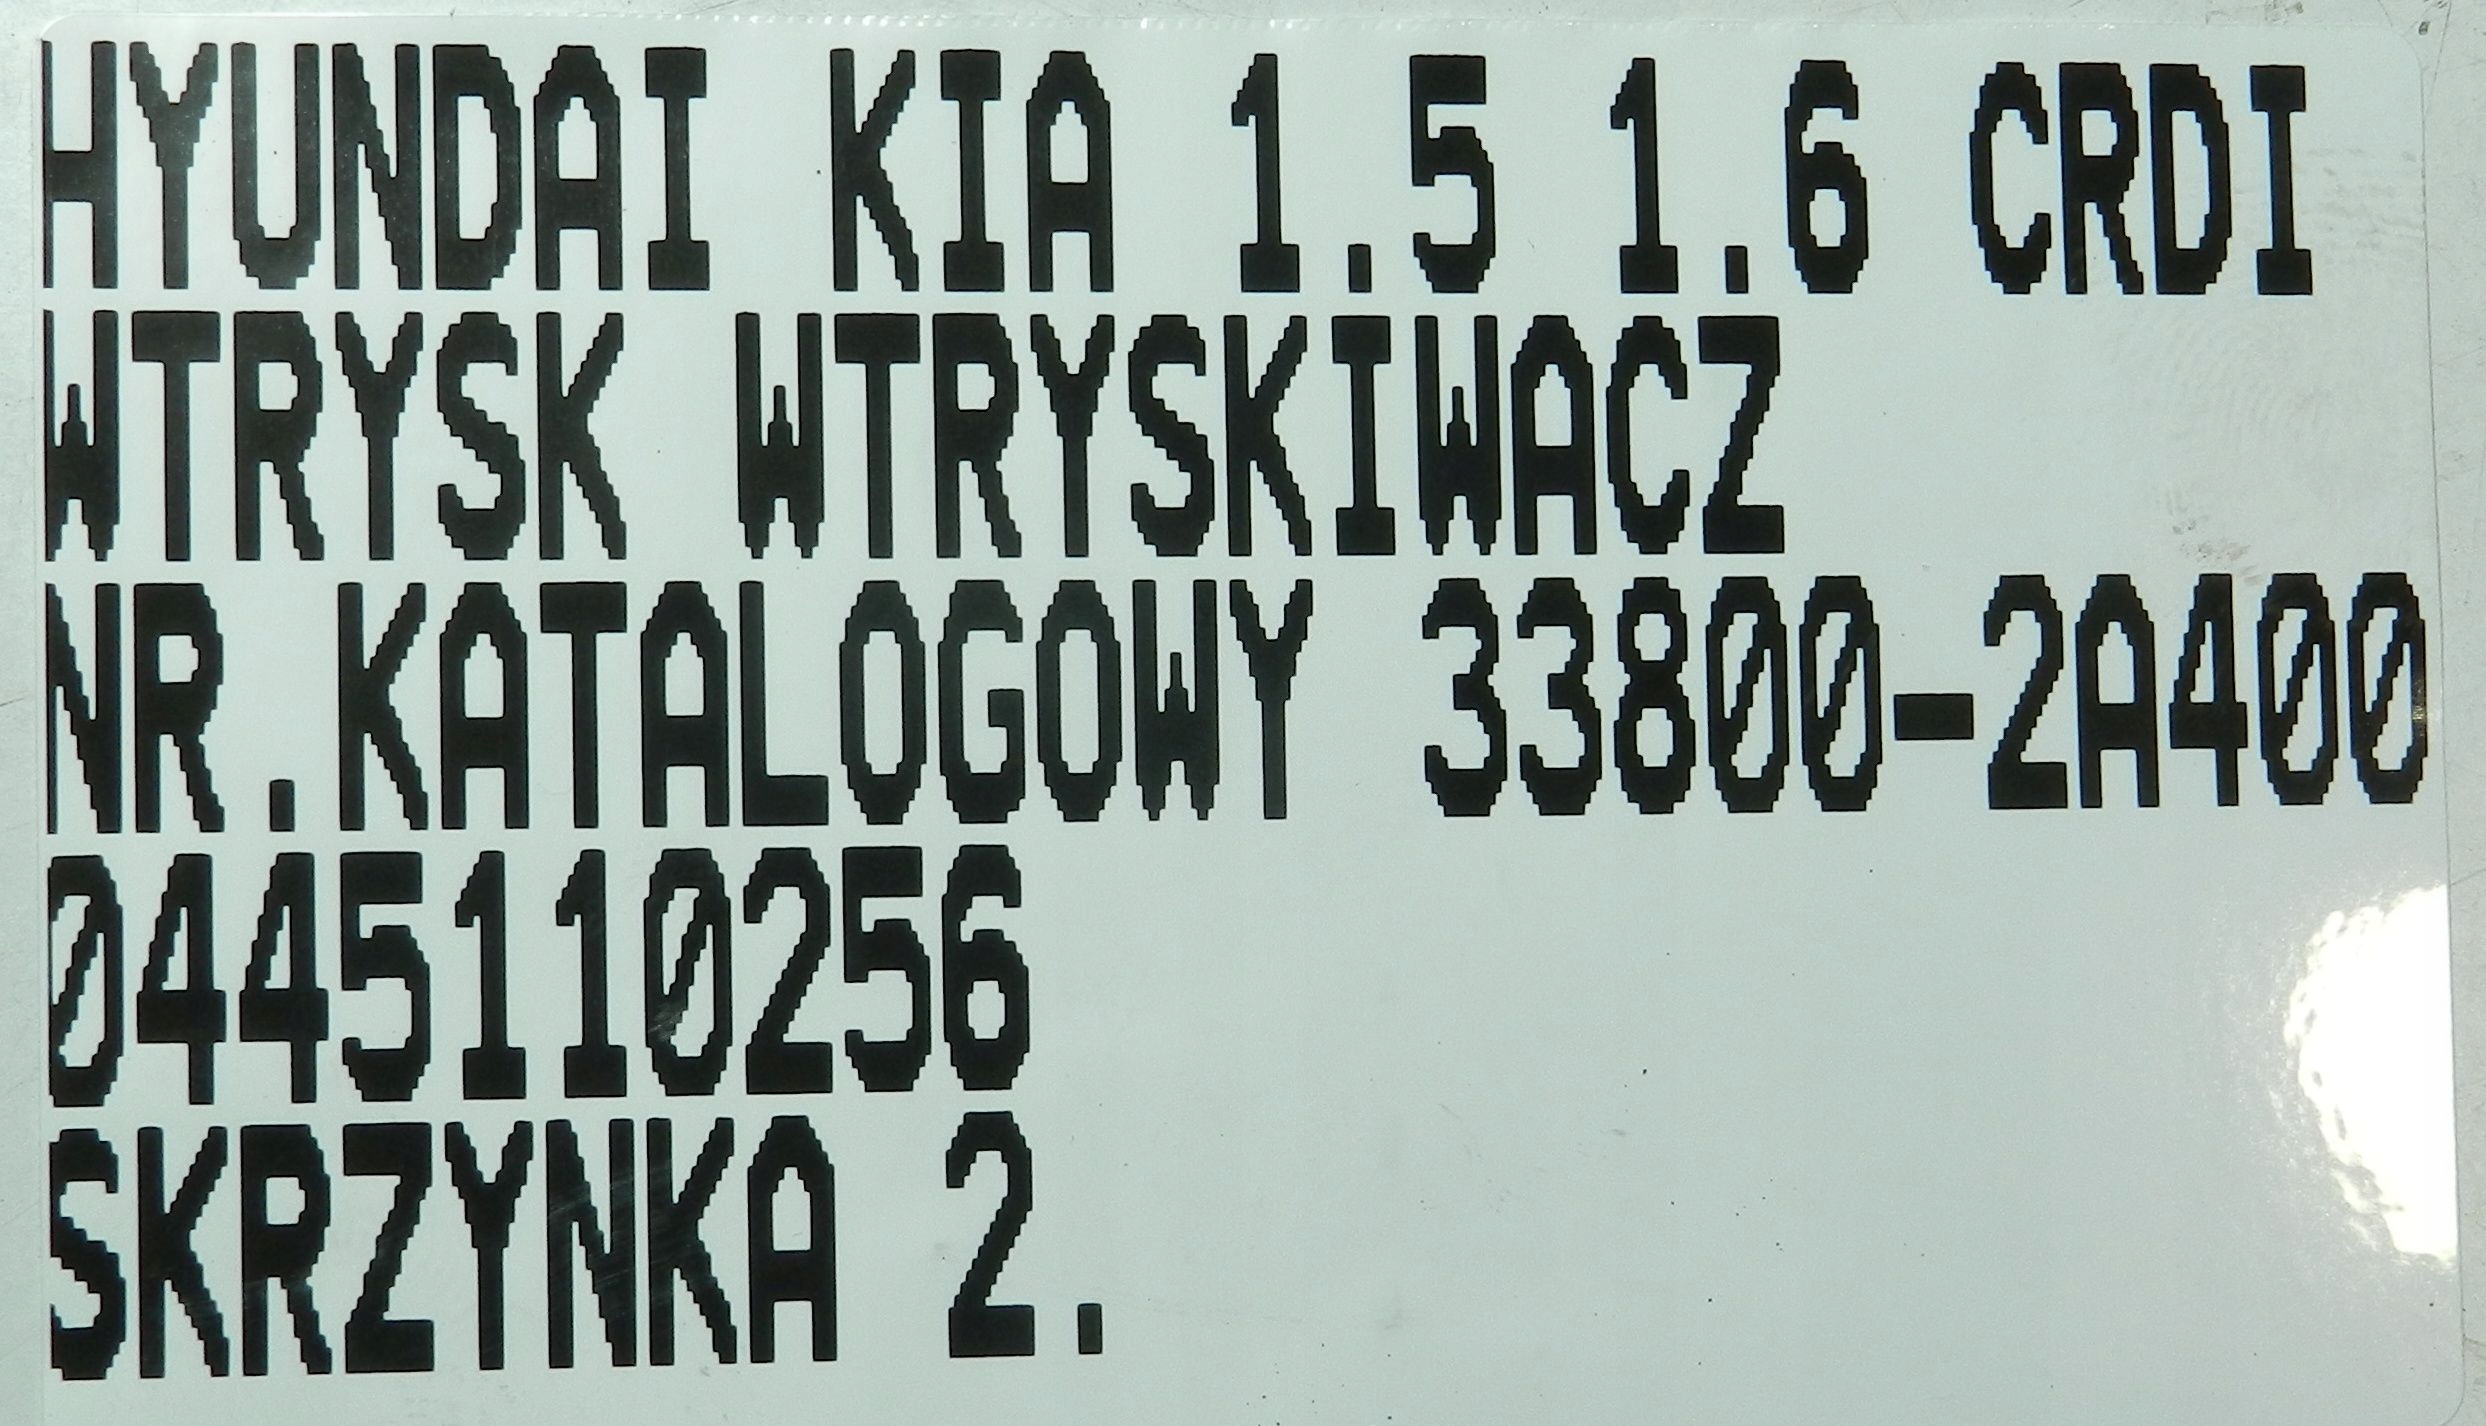 HYUNDAI KIA 1.5 1.6 CRDI
WTRYSK WTRYSKIWACZ
NR.KATALOGOWY 33800-2A400
0445110256
SKRZYNKA 2.